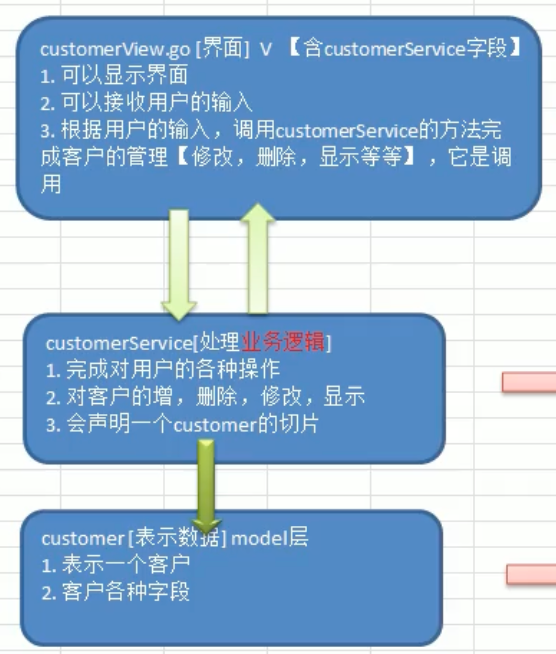 customerView.go [界面] V 【含customerService字段】
1. 可以显示界面
2. 可以接收用户的输入
3. 根据用户的输入，调用customerService的方法完
成客户的管理【修改，删除，显示等等】，它是调
用
customerService[处理业务逻辑]
1. 完成对用户的各种操作
2. 对客户的增，删除，修改，显示
3. 会声明一个customer的切片
customer[表示数据] model层
1. 表示一个客户
2. 客户各种字段